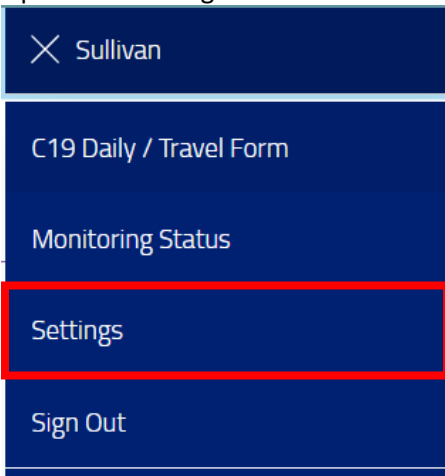 Sullivan
C19 Daily / Travel Form
Monitoring Status
Settings
Sign Out